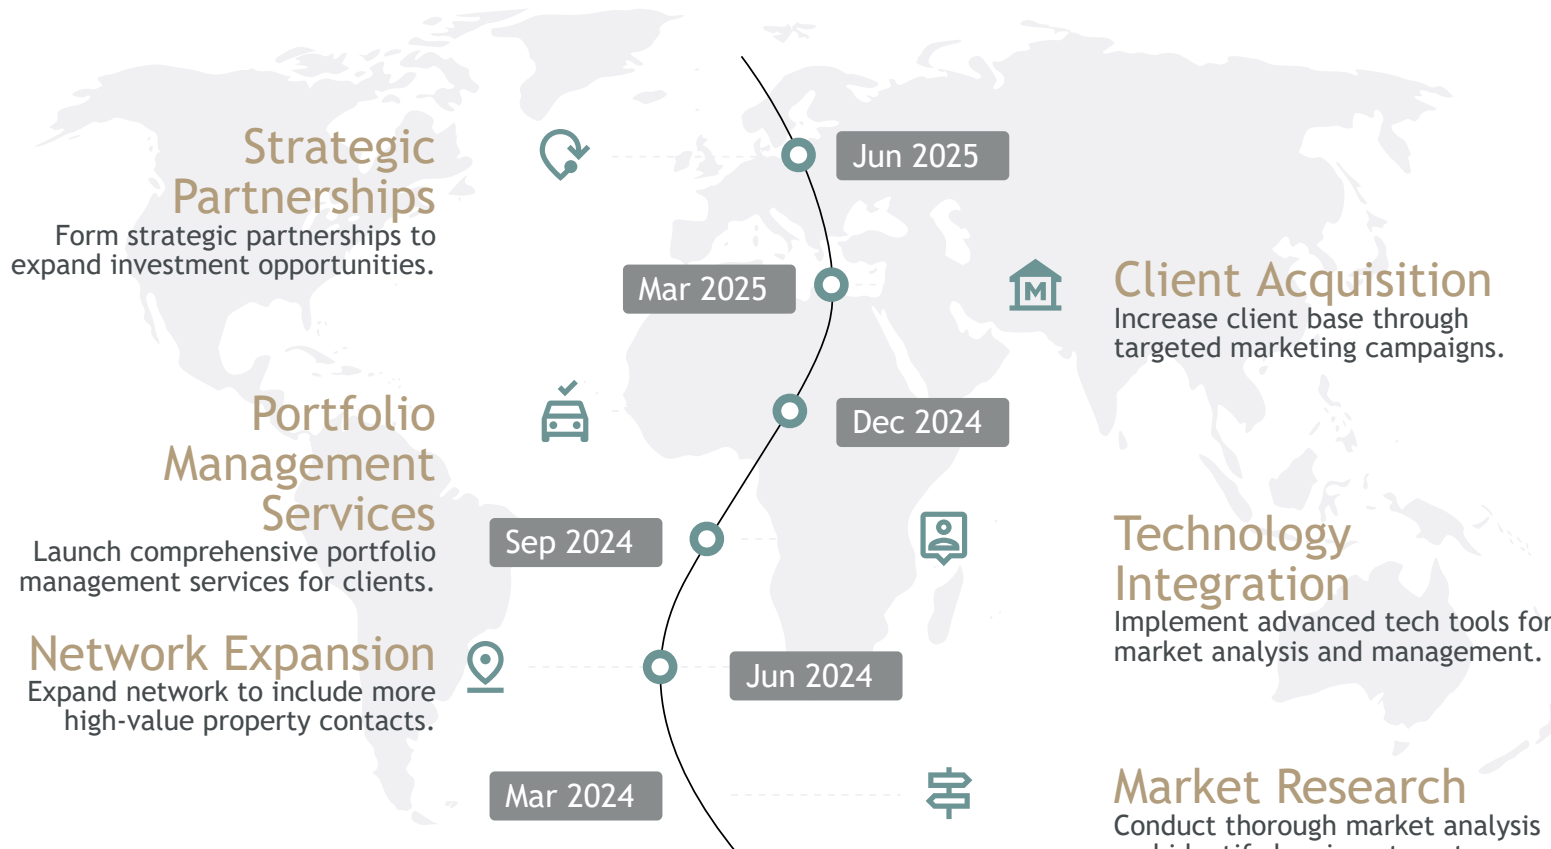 Strategic
Partnerships
Form strategic partnerships to
expand investment opportunities.
Jun 2025
Mar 2025
M
Client Acquisition
Increase client base through
targeted marketing campaigns.
Portfolio
Management
Services
Launch comprehensive portfolio
management services for clients.
Dec 2024
Sep 2024
Technology
Integration
Implement advanced tech tools for
market analysis and management.
Network Expansion
Expand network to include more
high-value property contacts.
Jun 2024
Mar 2024
Market Research
Conduct thorough market analysis